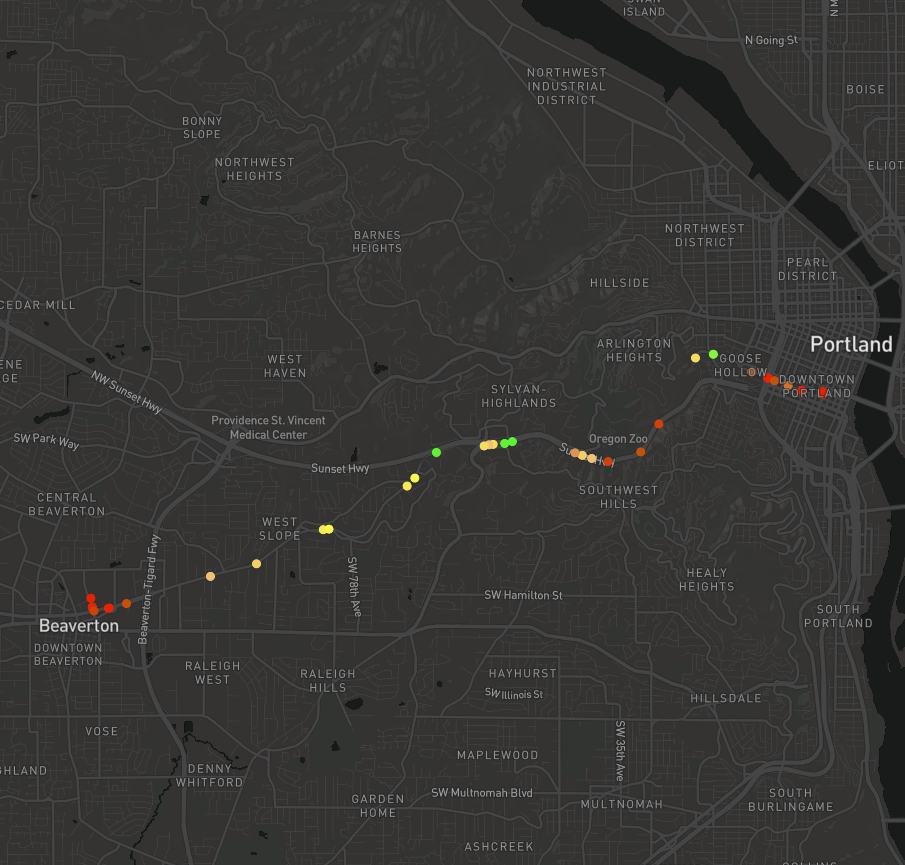 SWAN
ISLAND
N Going St
NORTHWEST
INDUSTRIAL
DISTRICT
BOISE
BONNY
SLOPE
NORTHWEST
HEIGHTS
ELIOT
BARNES
HEIGHTS
NORTHWEST
DISTRICT
PEARL
DISTRICT
HILLSIDE
CEDAR MILL
Portland
ARLINGTON
HEIGHTS
GOOSE
HOLLOW
WEST
HAVEN
DOWNTOWN
PORTLAND
NW Sunset Hwy
SYLVAN-
HIGHLANDS
Providence St. Vincent
Medical Center
SW Park Way
Oregon Zoo
Sunset Hwy
Sunset Hwy
SOUTHWEST
HILLS
CENTRAL
BEAVERTON
WEST
SLOPE
Beaverton-Tigard Fwy
SW 78th Ave
HEALY
HEIGHTS
SW Hamilton St
SOUTH
PORTLAND
Beaverton
DOWNTOWN
BEAVERTON
RALEIGH
WEST
RALEIGH
HILLS
HAYHURST
SW Illinois St
HILLSDALE
VOSE
SW 35th Ave
MAPLEWOOD
GHLAND
DENNY
WHITFORD
SW Multnomah Blvd
GARDEN
HOME
MULTNOMAH
SOUTH
BURLINGAME
ASHCREEK